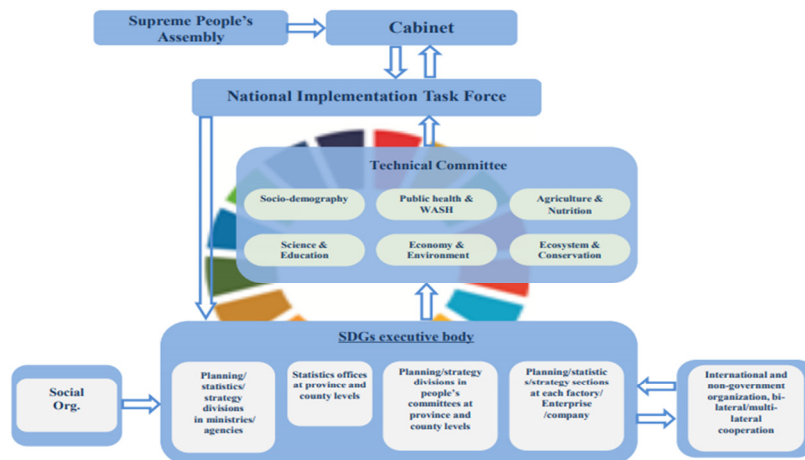 Supreme People's
Assembly
Cabinet
National Implementation Task Force
Technical Committee
Socio-demography
Public health &
WASH
Agriculture &
Nutrition
Science &
Education
Economy &
Environment
Ecosystem &
Conservation
SDGs executive body
Social
Org.
Planning/
statistics/
strategy
divisions
in ministries/
agencies
Statistics offices
at province and
county levels
Planning/strategy
divisions in
people's
committees at
province and
county levels
Planning/statistic
s/strategy sections
at each factory/
Enterprise
/company
International and
non-government
organization, bi-
lateral/multi-
lateral
cooperation